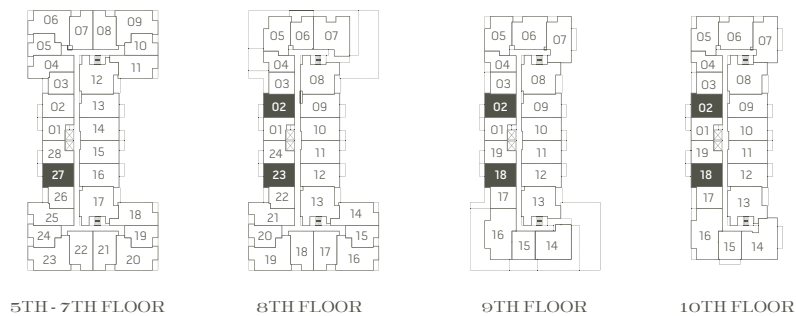 06 07 08 09
05 10
04 11
03 12
02 13
01 14
28 15
27 16
26 17
25 18
24 19
23 22 21 20
5TH - 7TH FLOOR
05 06 07
04
03 08
02 09
01 10
24 11
23 12
22 13
21 14
20 15
19 18 17 16
8TH FLOOR
05 06 07
04
03 08
02 09
01 10
19 11
18 12
17 13
16 15 14
9TH FLOOR
05 06 07
04
03 08
02 09
01 10
19 11
18 12
17 13
16 15 14
10TH FLOOR